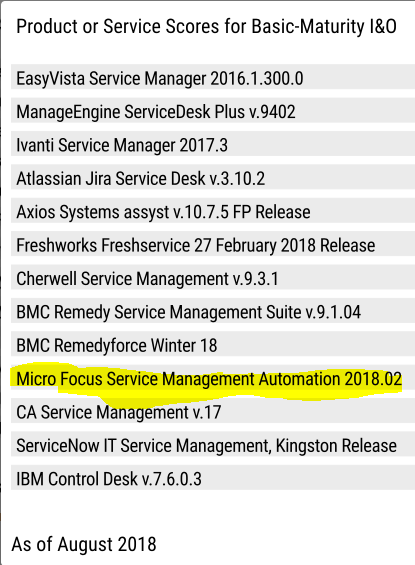 Product or Service Scores for Basic-Maturity I&O
EasyVista Service Manager 2016.1.300.0
ManageEngine ServiceDesk Plus v.9402
Ivanti Service Manager 2017.3
Atlassian Jira Service Desk v.3.10.2
Axios Systems assyst v.10.7.5 FP Release
Freshworks Freshservice 27 February 2018 Release
Cherwell Service Management v.9.3.1
BMC Remedy Service Management Suite v.9.1.04
BMC Remedyforce Winter 18
Micro Focus Service Management Automation 2018.02
CA Service Management v.17
ServiceNow IT Service Management, Kingston Release
IBM Control Desk v.7.6.0.3
As of August 2018